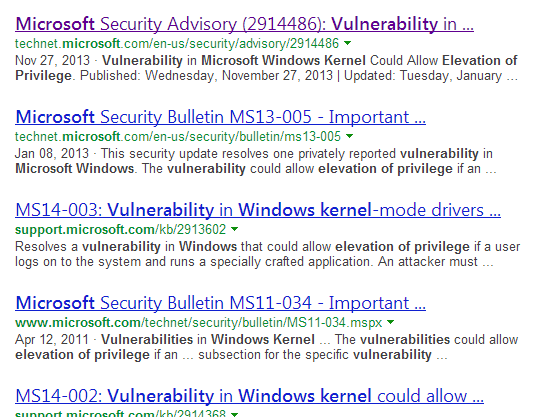 Microsoft Security Advisory (2914486): Vulnerability in ...
technet.microsoft.com/en-us/security/advisory/2914486
Nov 27, 2013 · Vulnerability in Microsoft Windows Kernel Could Allow Elevation of
Privilege. Published: Wednesday, November 27, 2013 | Updated: Tuesday, January ...
Microsoft Security Bulletin MS13-005 - Important ...
technet.microsoft.com/en-us/security/bulletin/ms13-005
Jan 08, 2013 · This security update resolves one privately reported vulnerability in
Microsoft Windows. The vulnerability could allow elevation of privilege if an ...
MS14-003: Vulnerability in Windows kernel-mode drivers ...
support.microsoft.com/kb/2913602
Resolves a vulnerability in Windows that could allow elevation of privilege if a user
logs on to the system and runs a specially crafted application. An attacker must ...
Microsoft Security Bulletin MS11-034 - Important ...
www.microsoft.com/technet/security/bulletin/MS11-034.mspx
Apr 12, 2011 · Vulnerabilities in Windows Kernel ... The vulnerabilities could allow
elevation of privilege if an ... subsection for the specific vulnerability ...
MS14-002: Vulnerability in Windows kernel could allow ...
support.microsoft.com/kb/2914368